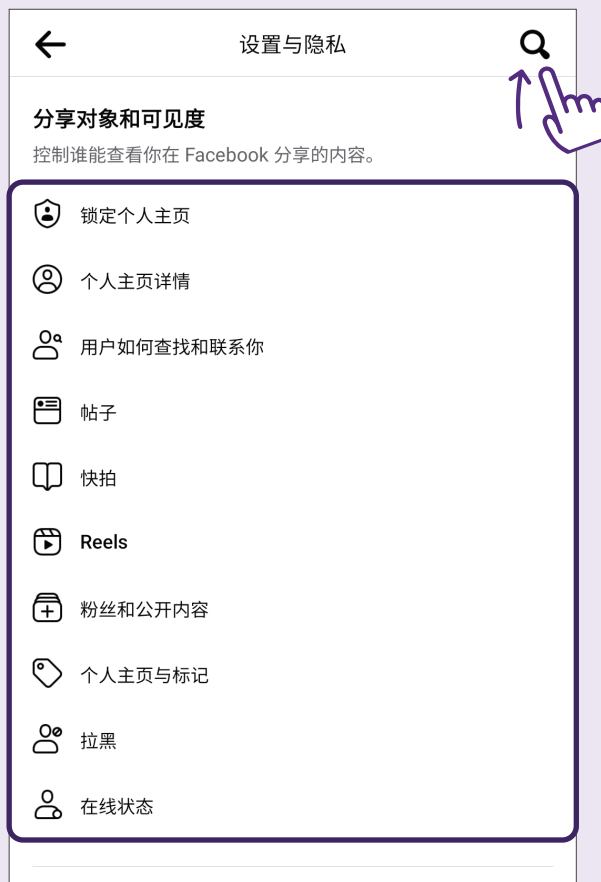 设置与隐私
分享对象和可见度
控制谁能查看你在 Facebook 分享的内容。
锁定个人主页
个人主页详情
用户如何查找和联系你
帖子
快拍
Reels
粉丝和公开内容
个人主页与标记
拉黑
在线状态